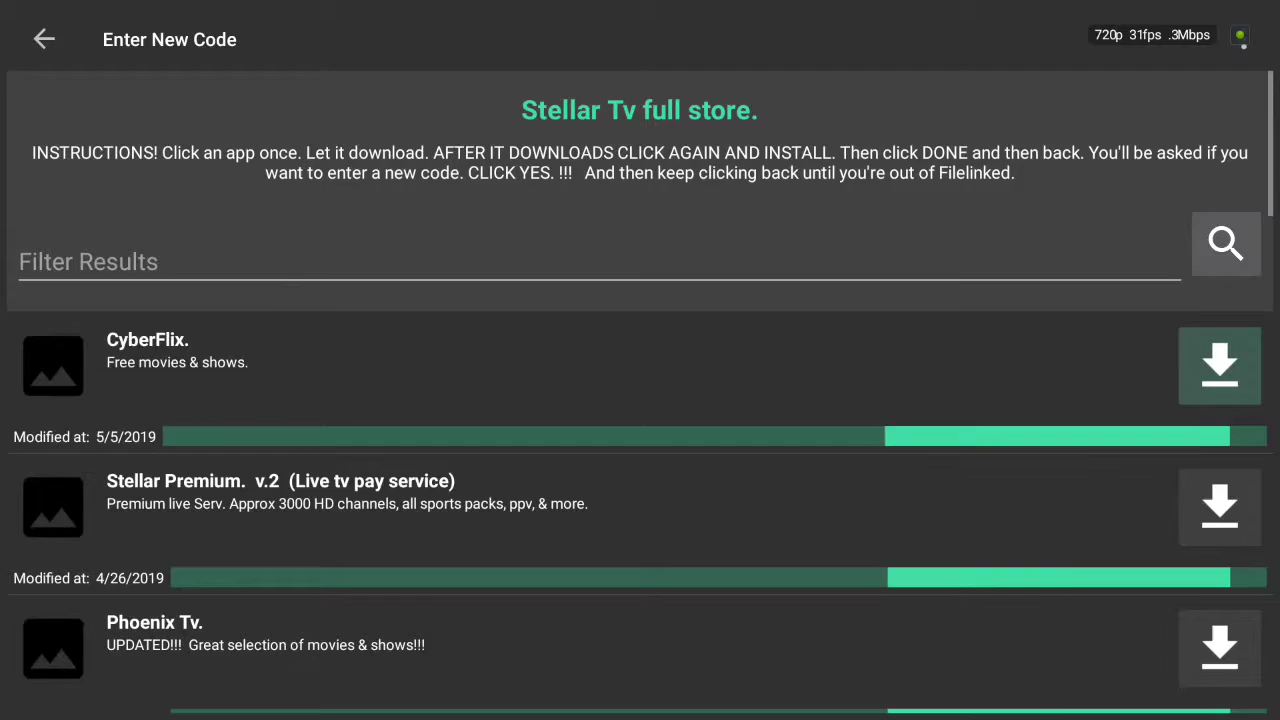 Enter New Code
720p 31fps .3Mbps
Stellar Tv full store.
INSTRUCTIONS! Click an app once. Let it download. AFTER IT DOWNLOADS CLICK AGAIN AND INSTALL. Then click DONE and then back. You'll be asked if you
want to enter a new code. CLICK YES. !!! And then keep clicking back until you're out of Filelinked.
Filter Results
CyberFlix.
Free movies & shows.
Modified at: 5/5/2019
Stellar Premium. v.2 (Live tv pay service)
Premium live Serv. Approx 3000 HD channels, all sports packs, ppv, & more.
Modified at: 4/26/2019
Phoenix Tv.
UPDATED!!! Great selection of movies & shows!!!